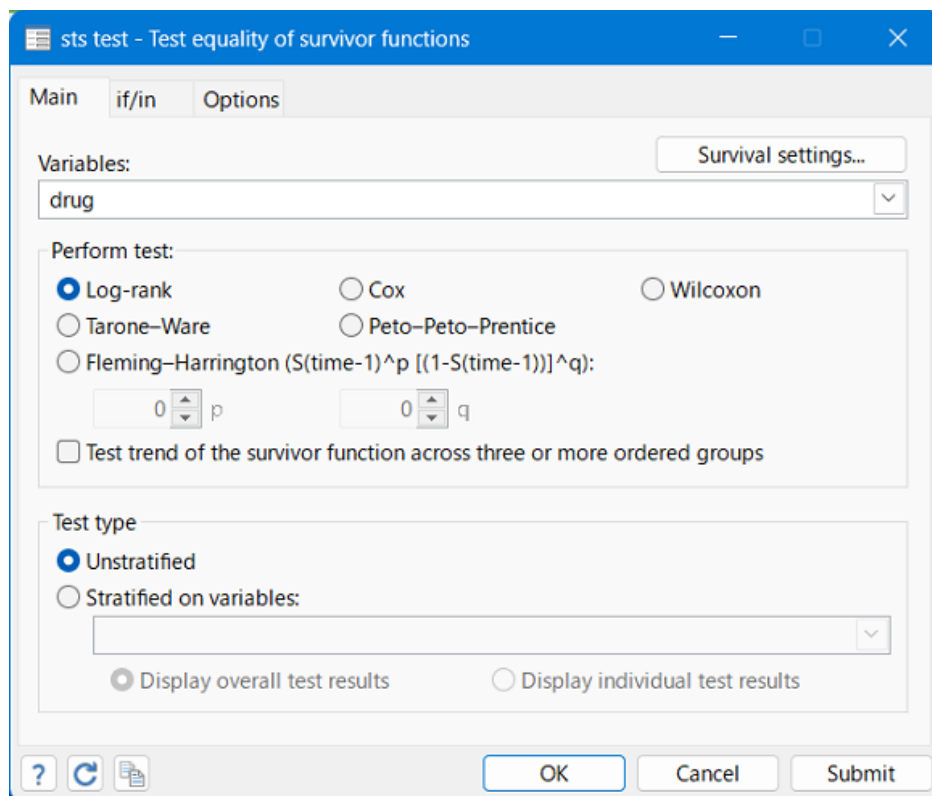 sts test - Test equality of survivor functions
Main if/in Options
Survival settings...
Variables:
drug
Perform test:
Log-rank Cox Wilcoxon
Tarone–Ware Peto–Peto–Prentice
Fleming–Harrington (S(time-1)^p [(1-S(time-1))]^q):
0 p 0 q
Test trend of the survivor function across three or more ordered groups
Test type
Unstratified
Stratified on variables:
Display overall test results Display individual test results
? OK Cancel Submit